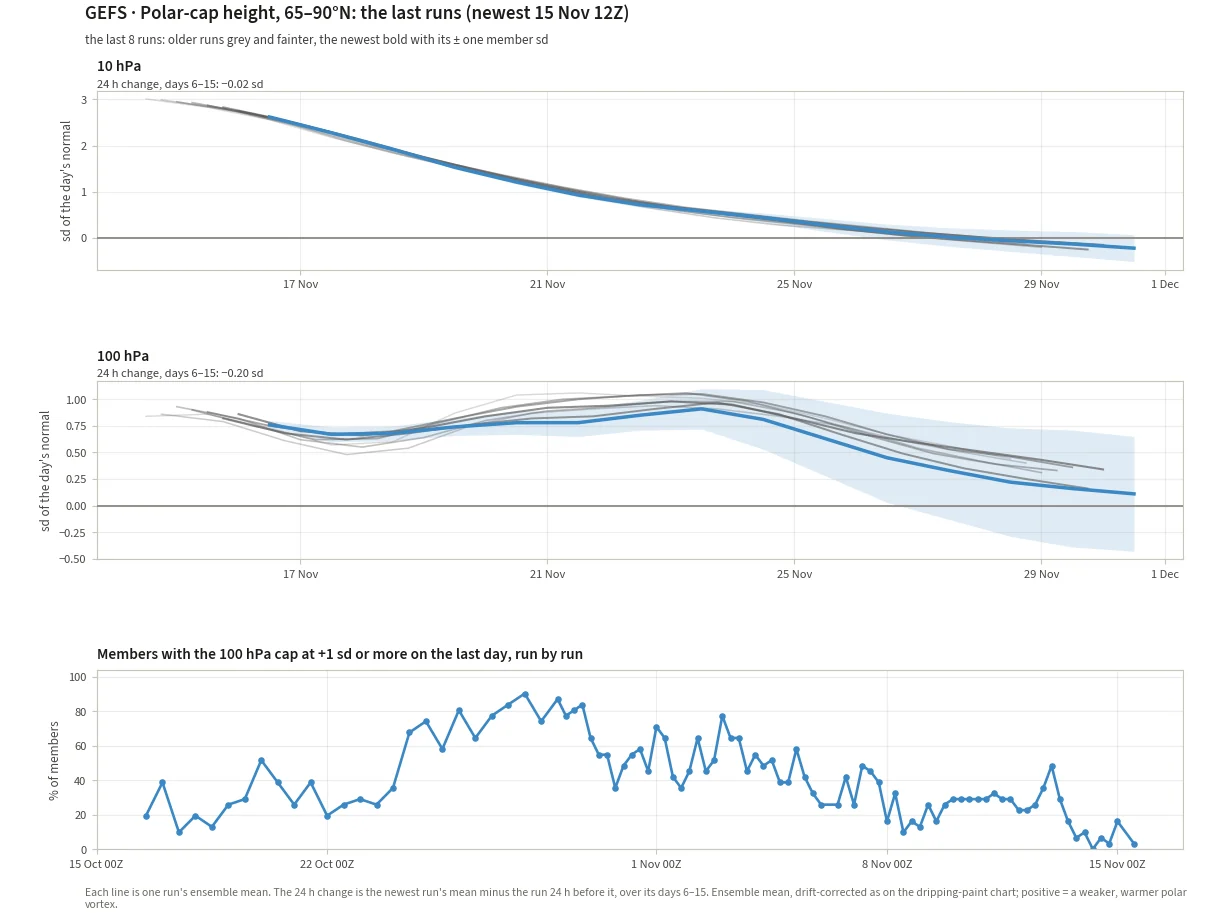 GEFS · Polar-cap height, 65–90°N: the last runs (newest 15 Nov 12Z)
the last 8 runs: older runs grey and fainter, the newest bold with its ± one member sd
10 hPa
24 h change, days 6–15: −0.02 sd
sd of the day's normal
3
2
1
0
17 Nov
21 Nov
25 Nov
29 Nov
1 Dec
100 hPa
24 h change, days 6–15: −0.20 sd
sd of the day's normal
1.00
0.75
0.50
0.25
0.00
−0.25
−0.50
17 Nov
21 Nov
25 Nov
29 Nov
1 Dec
Members with the 100 hPa cap at +1 sd or more on the last day, run by run
% of members
100
80
60
40
20
0
15 Oct 00Z
22 Oct 00Z
1 Nov 00Z
8 Nov 00Z
15 Nov 00Z
Each line is one run's ensemble mean. The 24 h change is the newest run's mean minus the run 24 h before it, over its days 6–15. Ensemble mean, drift-corrected as on the dripping-paint chart; positive = a weaker, warmer polar
vortex.